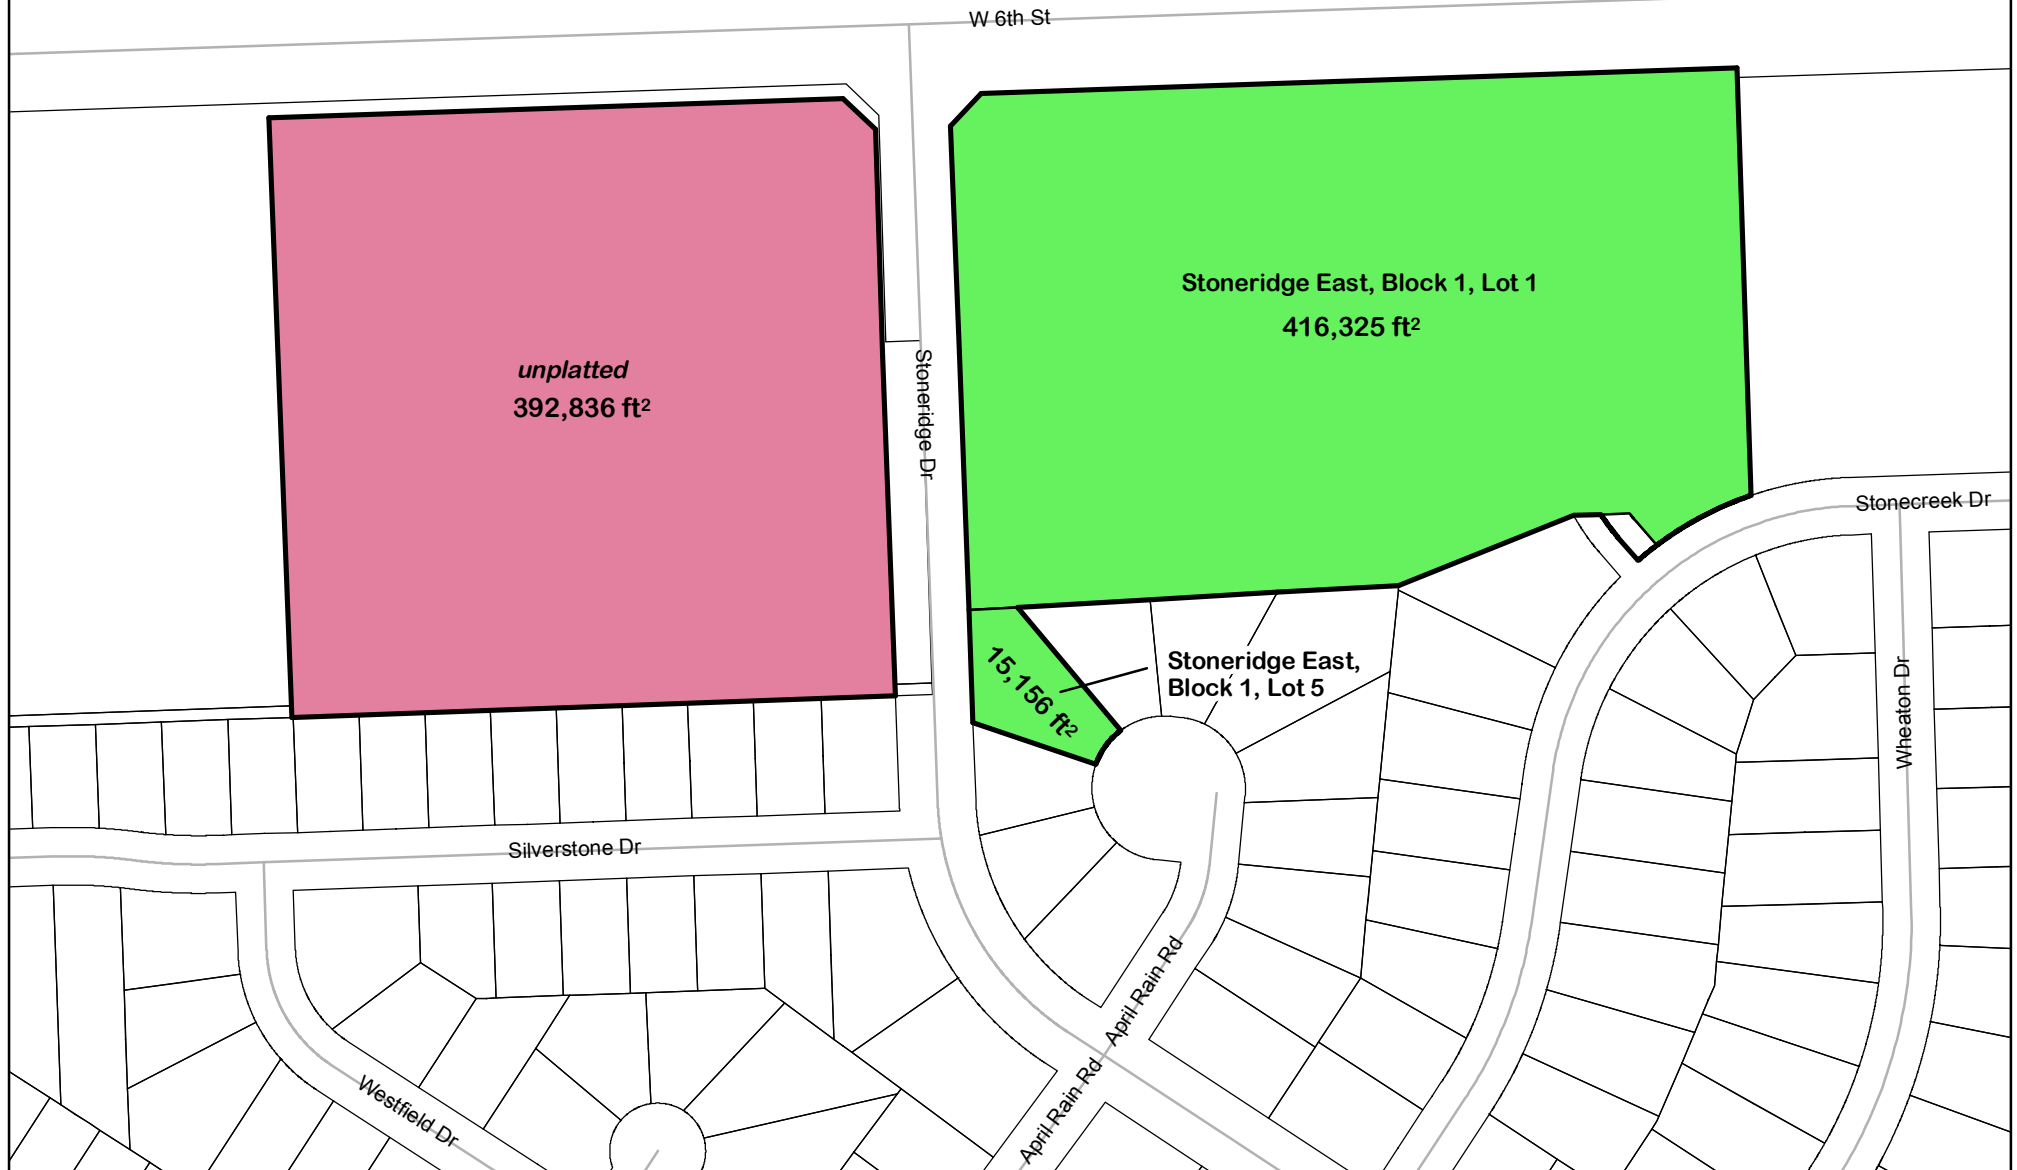 W 6th St
Stoneridge East, Block 1, Lot 1
416,325 ft²
unplatted
392,836 ft²
Stoneridge Dr
Stonecreek Dr
15,156 ft²
Stoneridge East,
Block 1, Lot 5
Wheaton Dr
Silverstone Dr
April Rain Rd
April Rain Rd
Westfield Dr